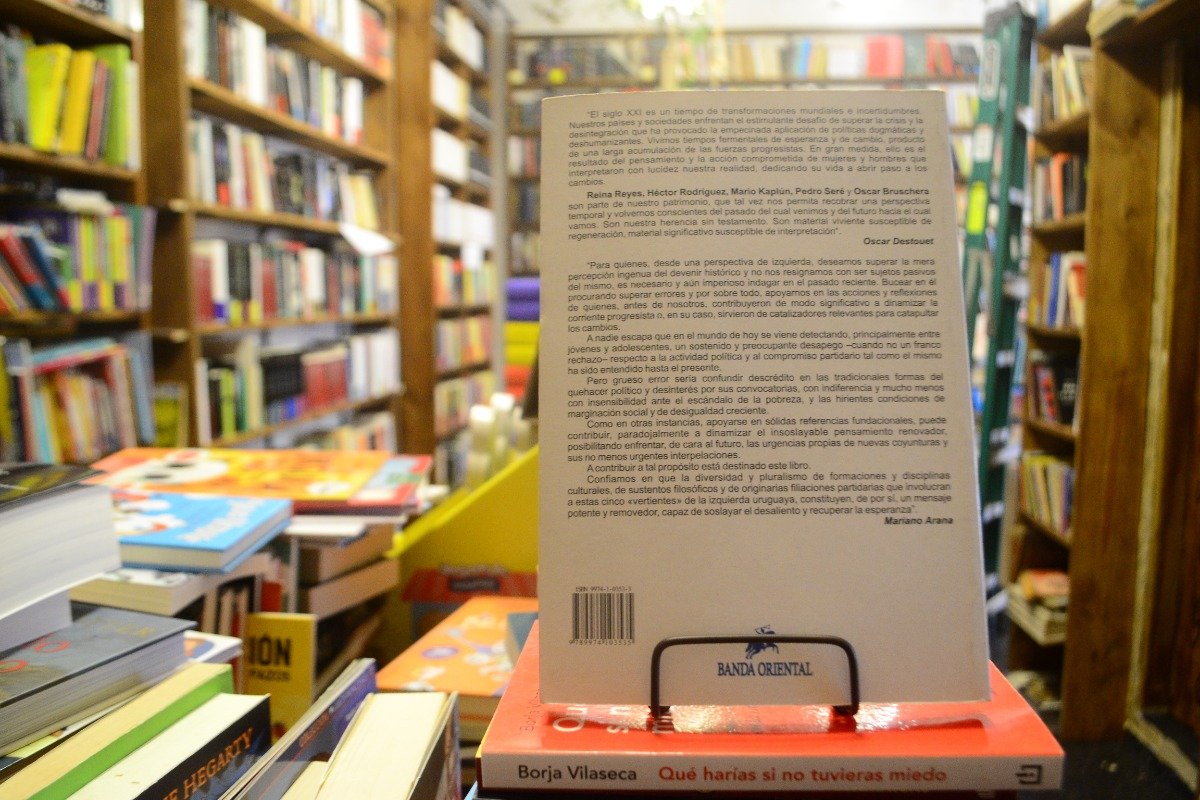 "El siglo XXI es un tiempo de transformaciones mundiales e incertidumbres.
Nuestros países y sociedades enfrentan el estimulante desafío de superar la crisis y la
desintegración que ha provocado la empecinada aplicación de políticas dogmáticas y
deshumanizantes. Vivimos tiempos fermentales de esperanza y de cambio, producto
de una larga acumulación de las fuerzas progresistas. En gran medida, ello es el
resultado del pensamiento y la acción comprometida de mujeres y hombres que
interpretaron con lucidez nuestra realidad, dedicando su vida a abrir paso a los
cambios.
Reina Reyes, Héctor Rodríguez, Mario Kaplún, Pedro Seré y Oscar Bruschera
son parte de nuestro patrimonio, que tal vez nos permita recobrar una perspectiva
temporal y volvernos conscientes del pasado del cual venimos y del futuro hacia el cual
vamos. Son nuestra herencia sin testamento. Son material viviente susceptible de
regeneración, material significativo susceptible de interpretación".
Oscar Destouet
"Para quienes, desde una perspectiva de izquierda, deseamos superar la mera
percepción ingenua del devenir histórico y no nos resignamos con ser sujetos pasivos
del mismo, es necesario y aún imperioso indagar en el pasado reciente. Bucear en él
procurando superar errores y por sobre todo, apoyarnos en las acciones y reflexiones
de quienes, antes de nosotros, contribuyeron de modo significativo a dinamizar la
corriente progresista o, en su caso, sirvieron de catalizadores relevantes para catapultar
los cambios.
A nadie escapa que en el mundo de hoy se viene detectando, principalmente entre
jóvenes y adolescentes, un sostenido y preocupante desapego –cuando no un franco
rechazo– respecto a la actividad política y al compromiso partidario tal como el mismo
ha sido entendido hasta el presente.
Pero grueso error sería confundir descrédito en las tradicionales formas del
quehacer político y desinterés por sus convocatorias, con indiferencia y mucho menos
con insensibilidad ante el escándalo de la pobreza, y las hirientes condiciones de
marginación social y de desigualdad creciente.
Como en otras instancias, apoyarse en sólidas referencias fundacionales, puede
contribuir, paradojalmente a dinamizar el insoslayable pensamiento renovador,
posibilitando enfrentar, de cara al futuro, las urgencias propias de nuevas coyunturas y
sus no menos urgentes interpelaciones.
A contribuir a tal propósito está destinado este libro.
Confiamos en que la diversidad y pluralismo de formaciones y disciplinas
culturales, de sustentos filosóficos y de originarias filiaciones partidarias que involucran
a estas cinco «vertientes» de la izquierda uruguaya, constituyen, de por sí, un mensaje
potente y removedor, capaz de soslayar el desaliento y recuperar la esperanza".
Mariano Arana
BANDA ORIENTAL
Borja Vilaseca Qué harías si no tuvieras miedo
IÓN
HEGARTY